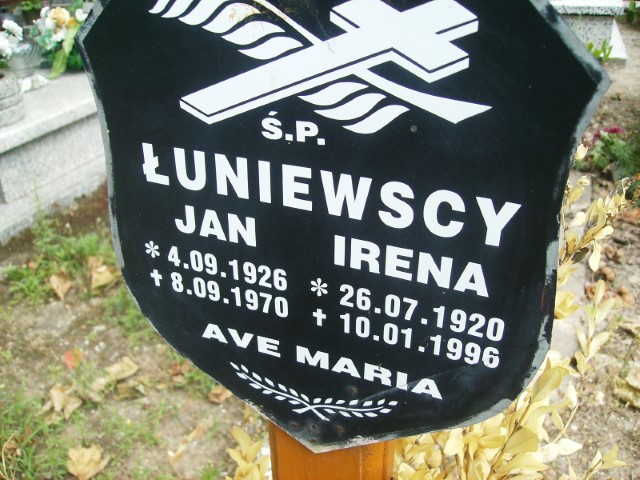 Ś.P.
ŁUNIEWSCY
JAN IRENA
* 4.09.1926 * 26.07.1920
✝ 8.09.1970 ✝ 10.01.1996
AVE MARIA